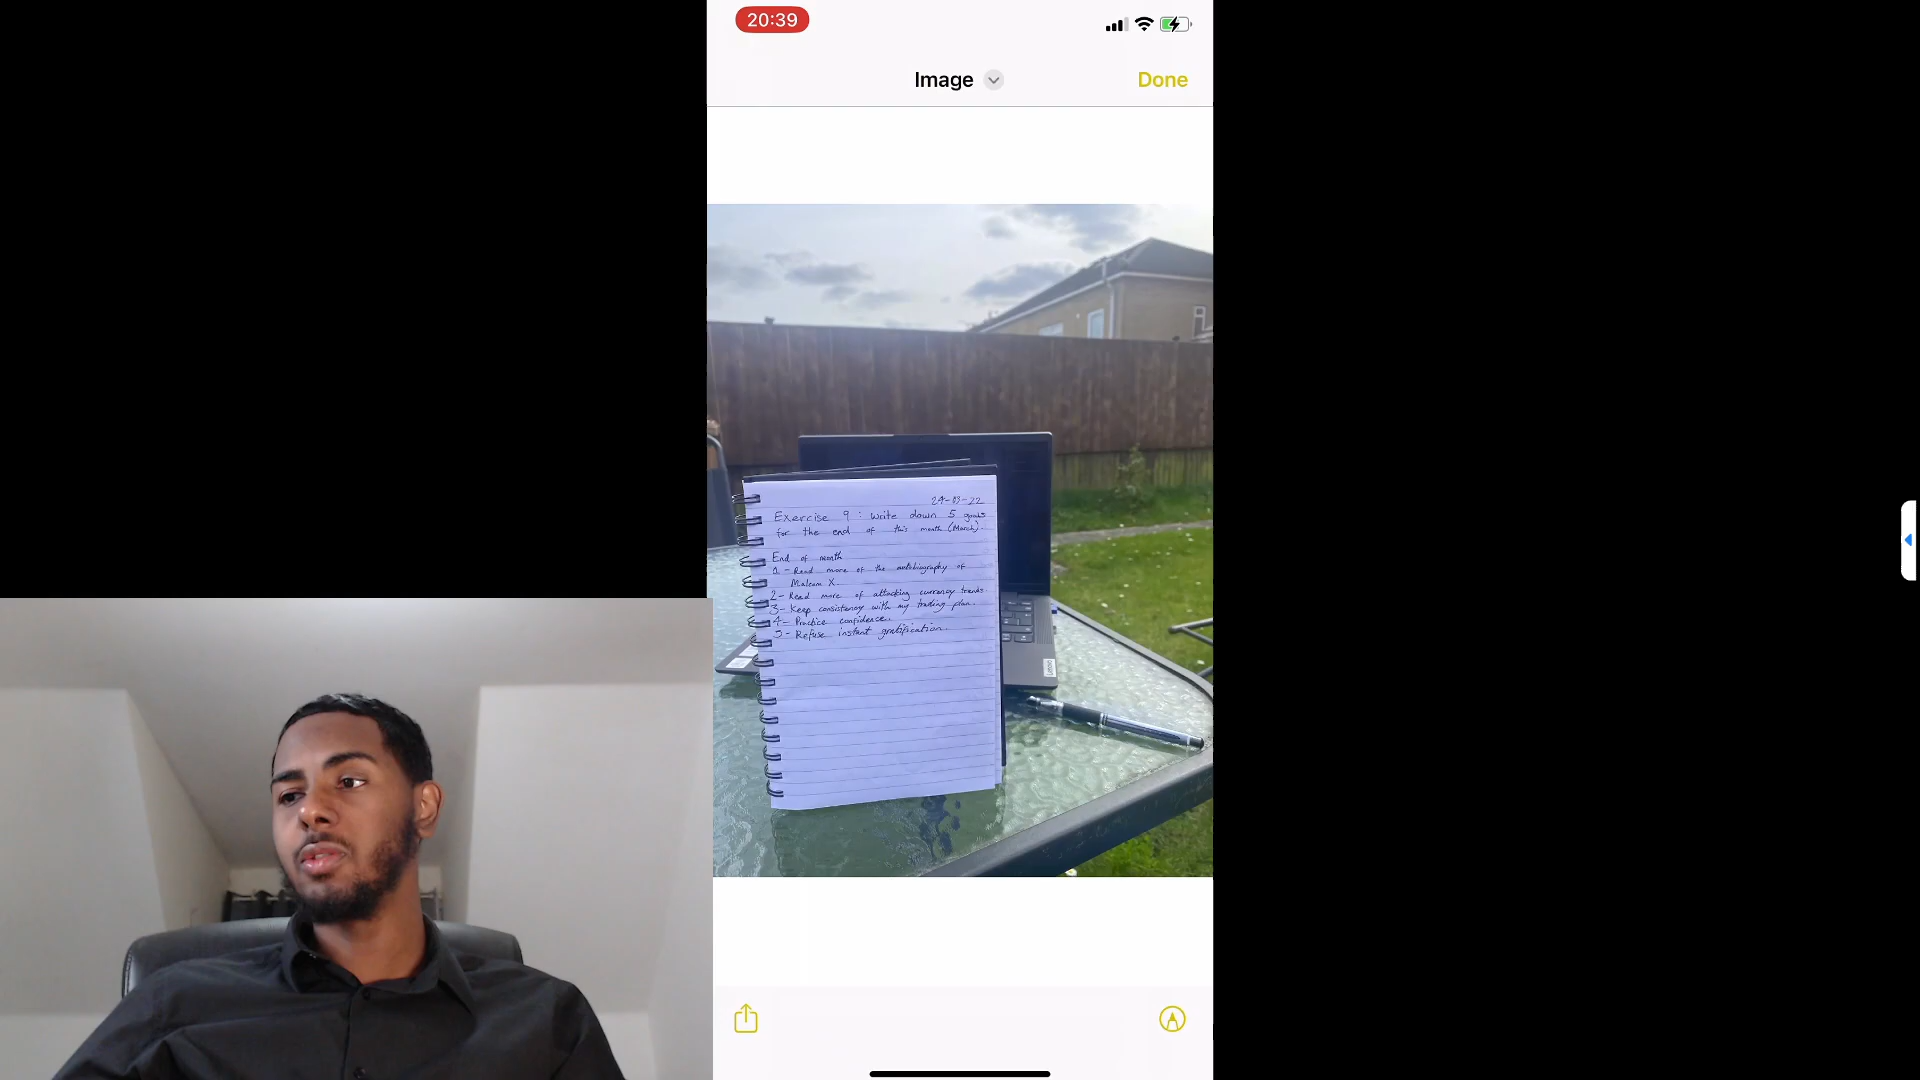 20:39
Image
Done
24-03-22
Exercise 9 : Write down 5 goals
for the end of this month (March).
End of month
1 - Read more of the autobiography of
Malcom X.
2- Read more of attacking currency trends
3- Keep consistency with my trading plan.
4- Practice confidence.
5- Refuse instant gratification.
Lenovo